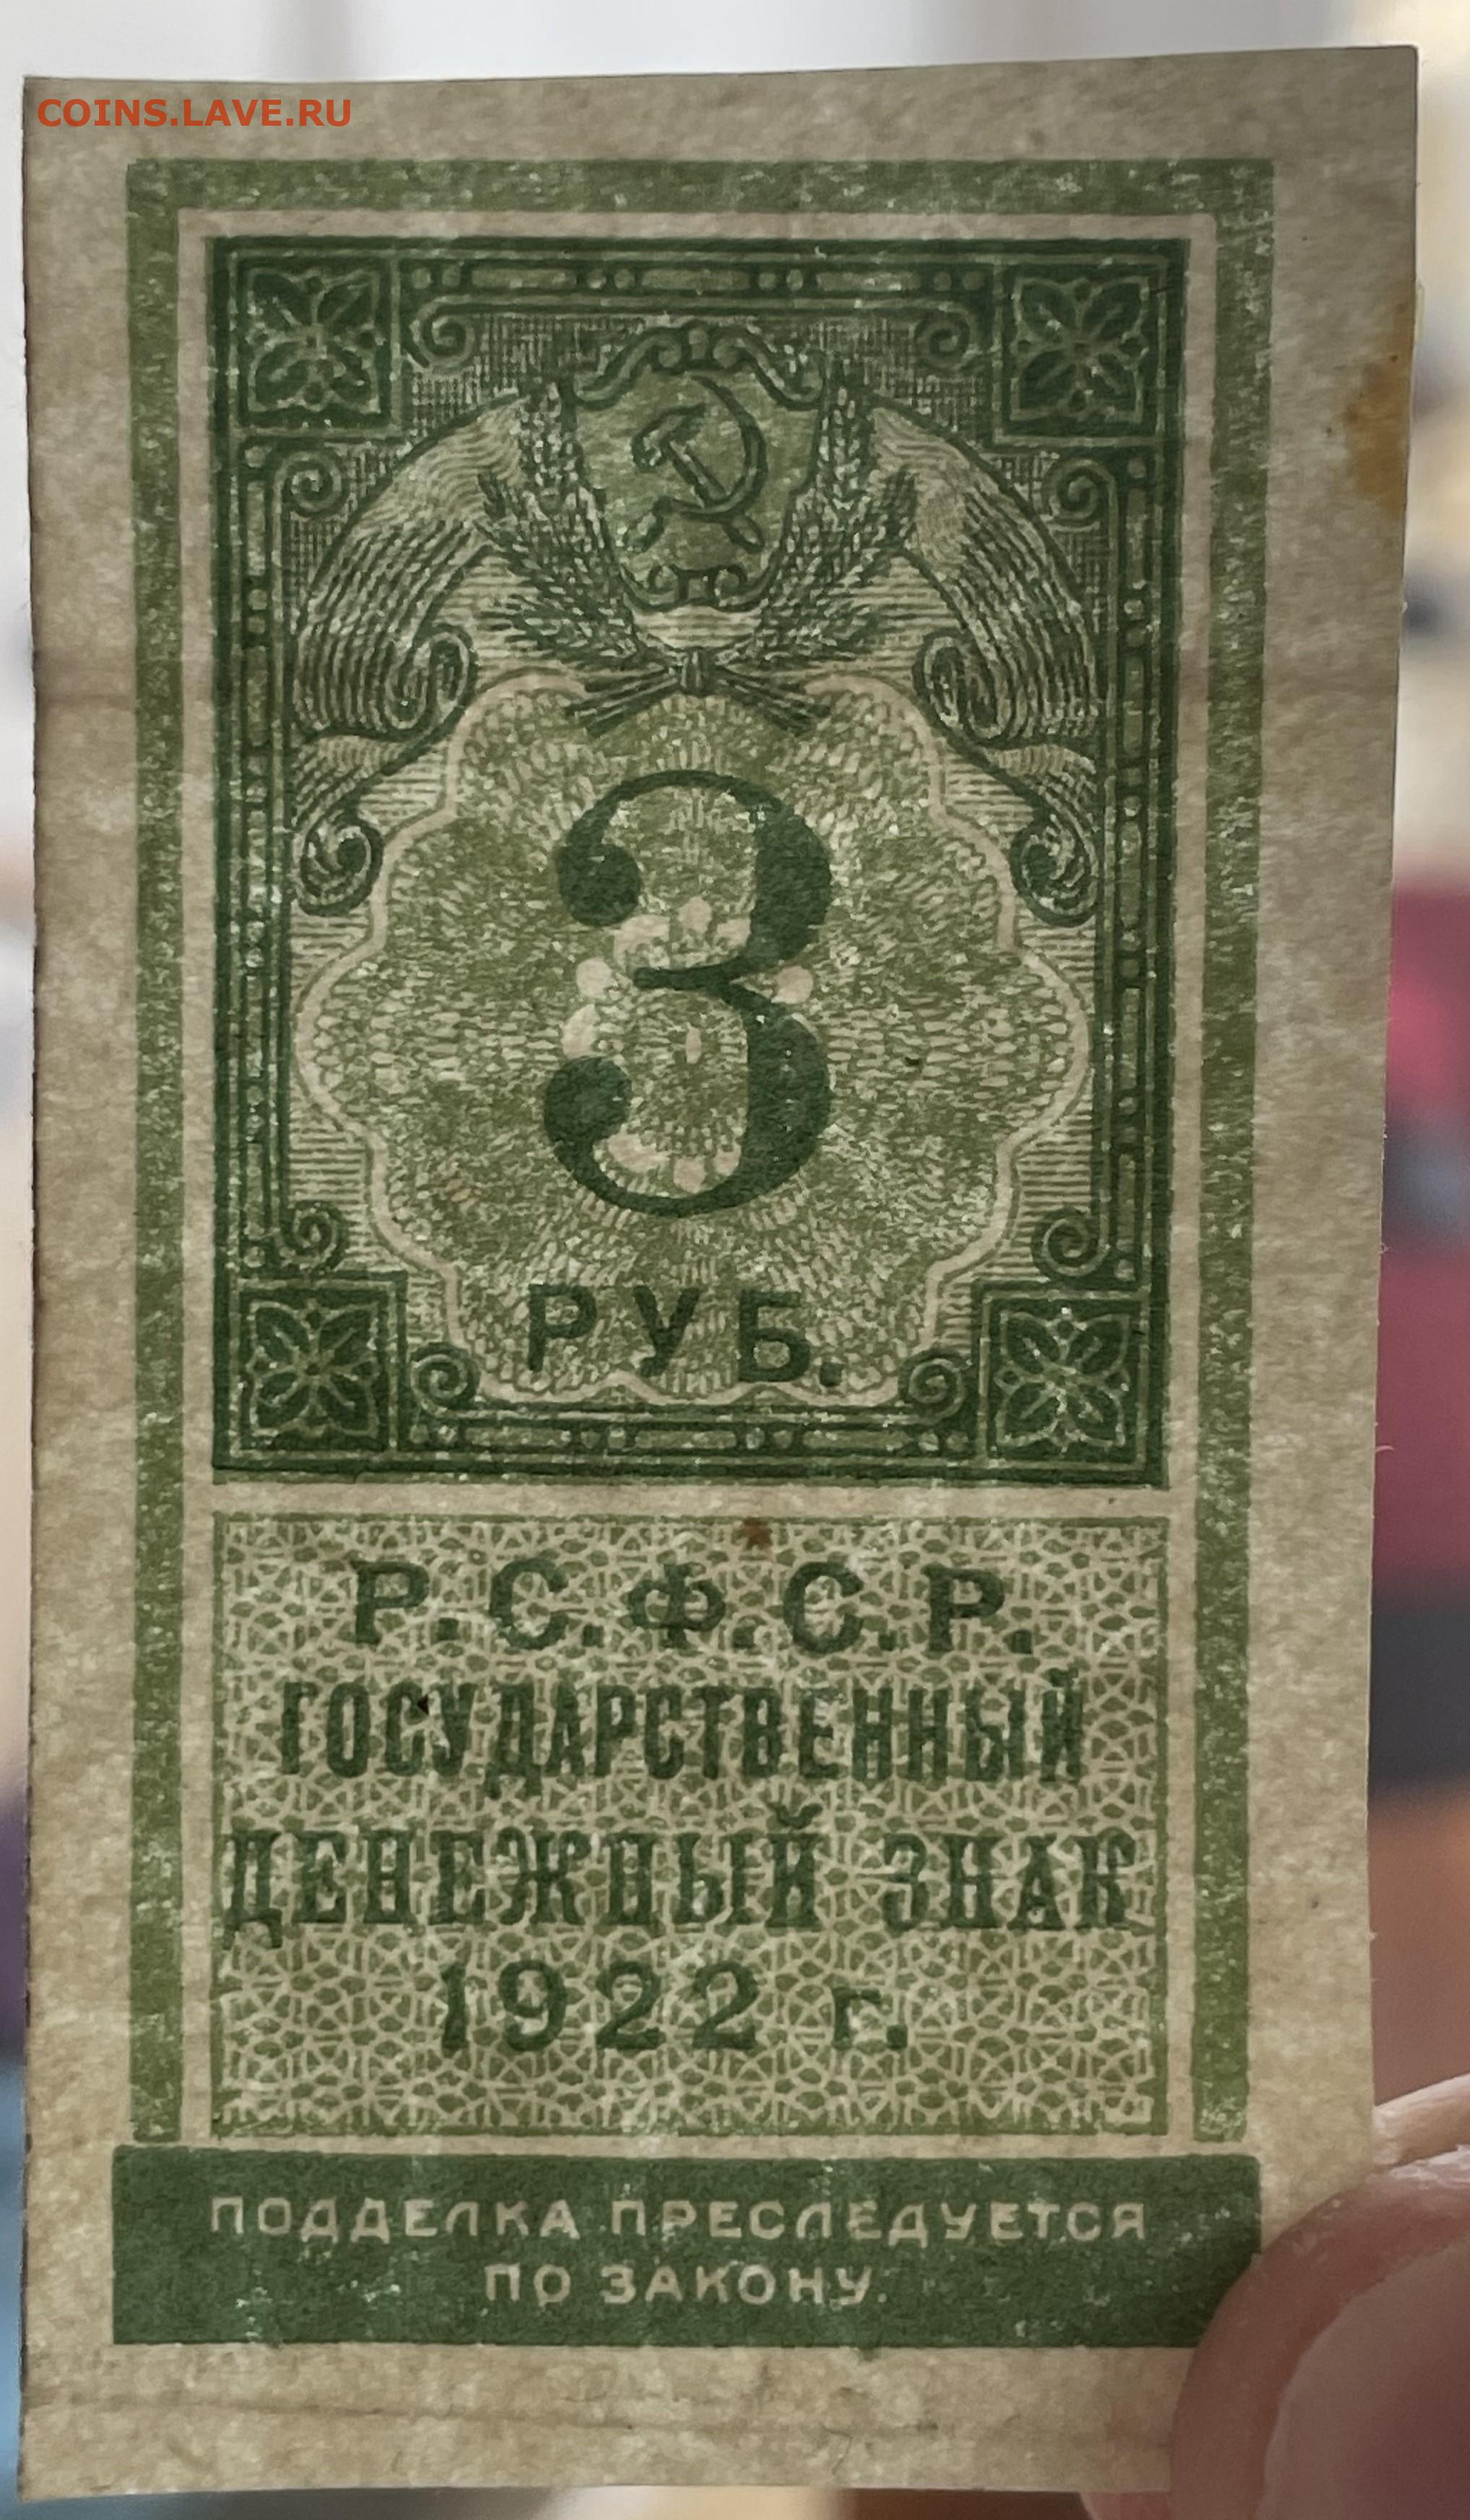 COINS.LAVE.RU
3
РУБ.
Р.С.Ф.С.Р.
ГОСУДАРСТВЕННЫЙ
ДЕНЕЖНЫЙ ЗНАК
1922 г.
ПОДДЕЛКА ПРЕСЛЕДУЕТСЯ
ПО ЗАКОНУ.